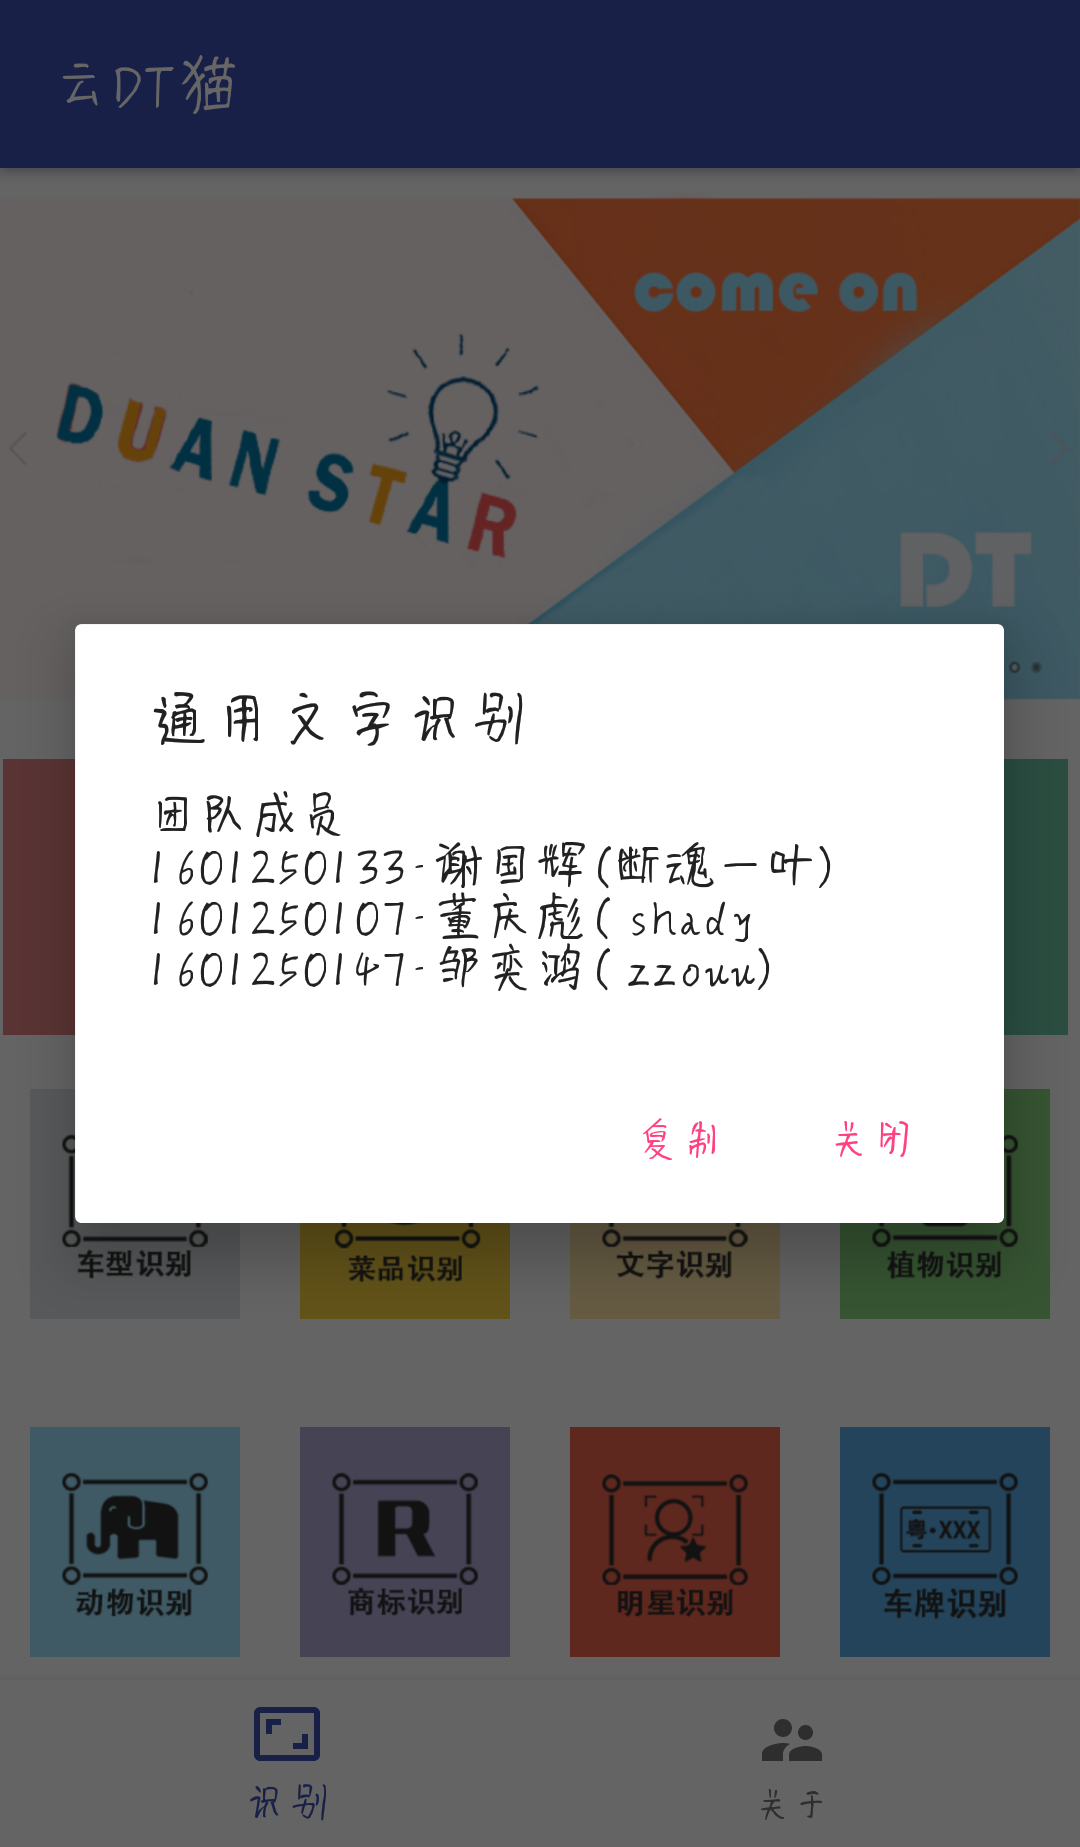 云DT猫
come on
DUAN STAR
DT
通用文字识别
团队成员
1601250133-谢国辉(断魂一叶)
1601250107-董庆彪( shady
1601250147-邹奕鸿( zzouu)
复制
关闭
车型识别
菜品识别
文字识别
植物识别
R
粤·XXX
动物识别
商标识别
明星识别
车牌识别
识别
关于